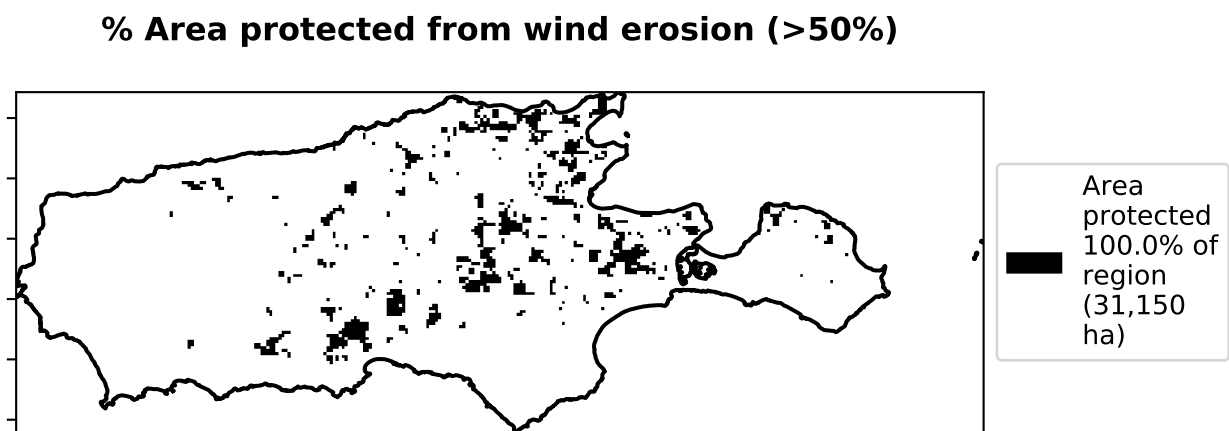 % Area protected from wind erosion (>50%)
Area
protected
100.0% of
region
(31,150
ha)